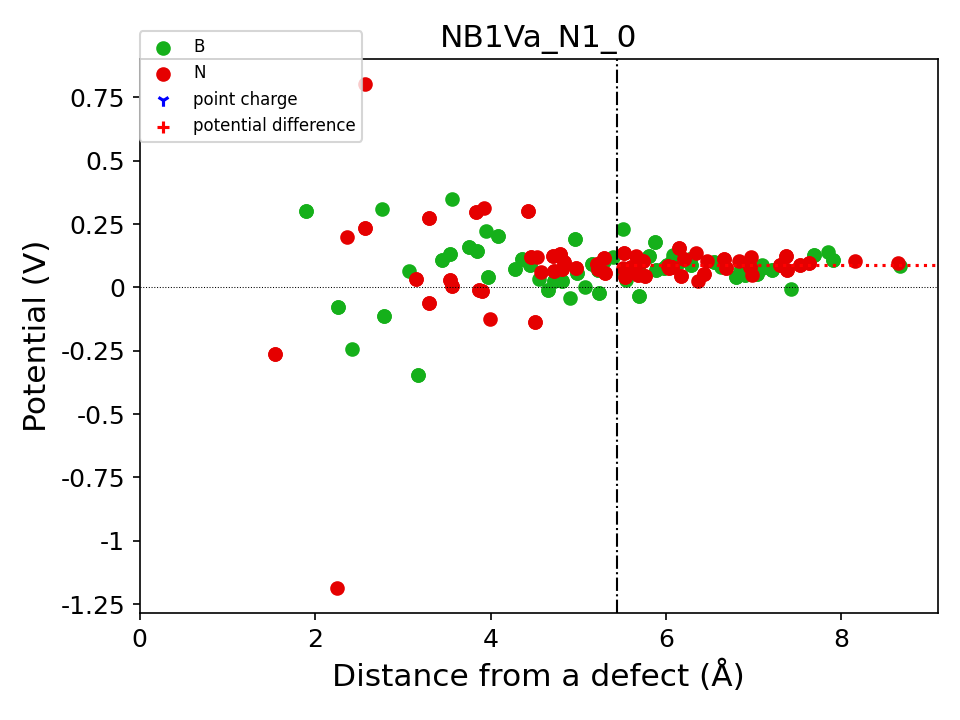 NB1Va_N1_0
B
N
point charge
potential difference
Potential (V)
0.75
0.5
0.25
0
-0.25
-0.5
-0.75
-1
-1.25
0 2 4 6 8
Distance from a defect (Å)